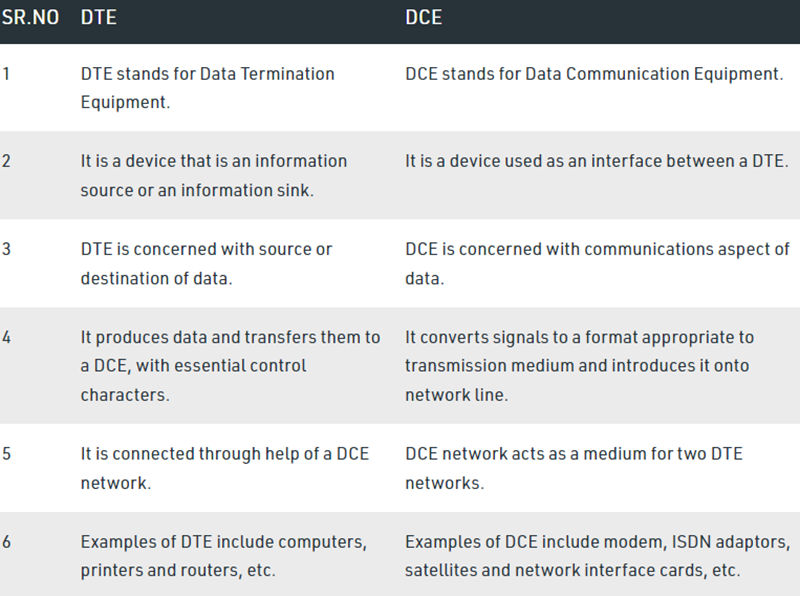 SR.NO DTE DCE
1 DTE stands for Data Termination DCE stands for Data Communication Equipment.
Equipment.
2 It is a device that is an information It is a device used as an interface between a DTE.
source or an information sink.
3 DTE is concerned with source or DCE is concerned with communications aspect of
destination of data. data.
4 It produces data and transfers them to It converts signals to a format appropriate to
a DCE, with essential control transmission medium and introduces it onto
characters. network line.
5 It is connected through help of a DCE DCE network acts as a medium for two DTE
network. networks.
6 Examples of DTE include computers, Examples of DCE include modem, ISDN adaptors,
printers and routers, etc. satellites and network interface cards, etc.